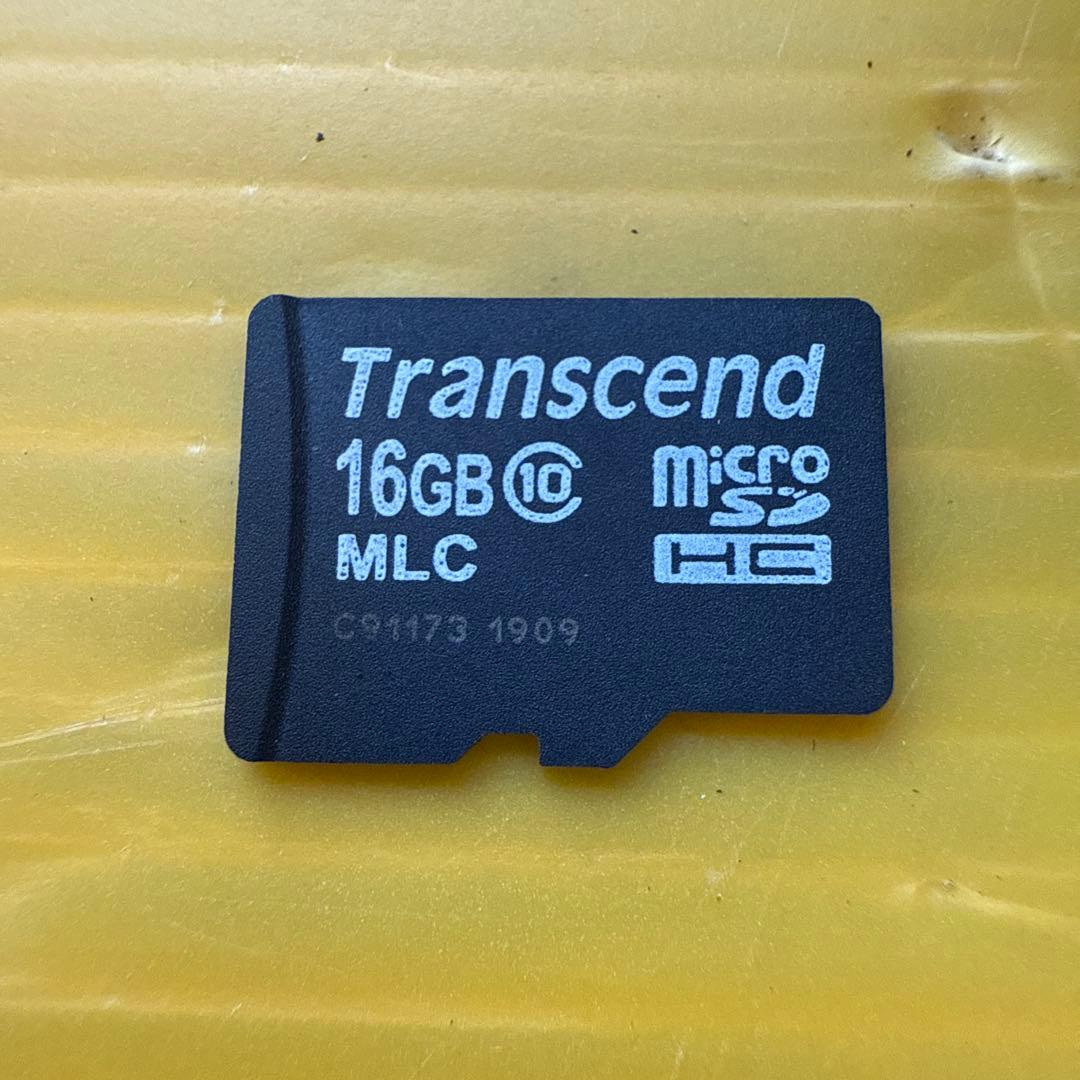 Transcend
16GB 10 micro SD HC
MLC
C91173 1909